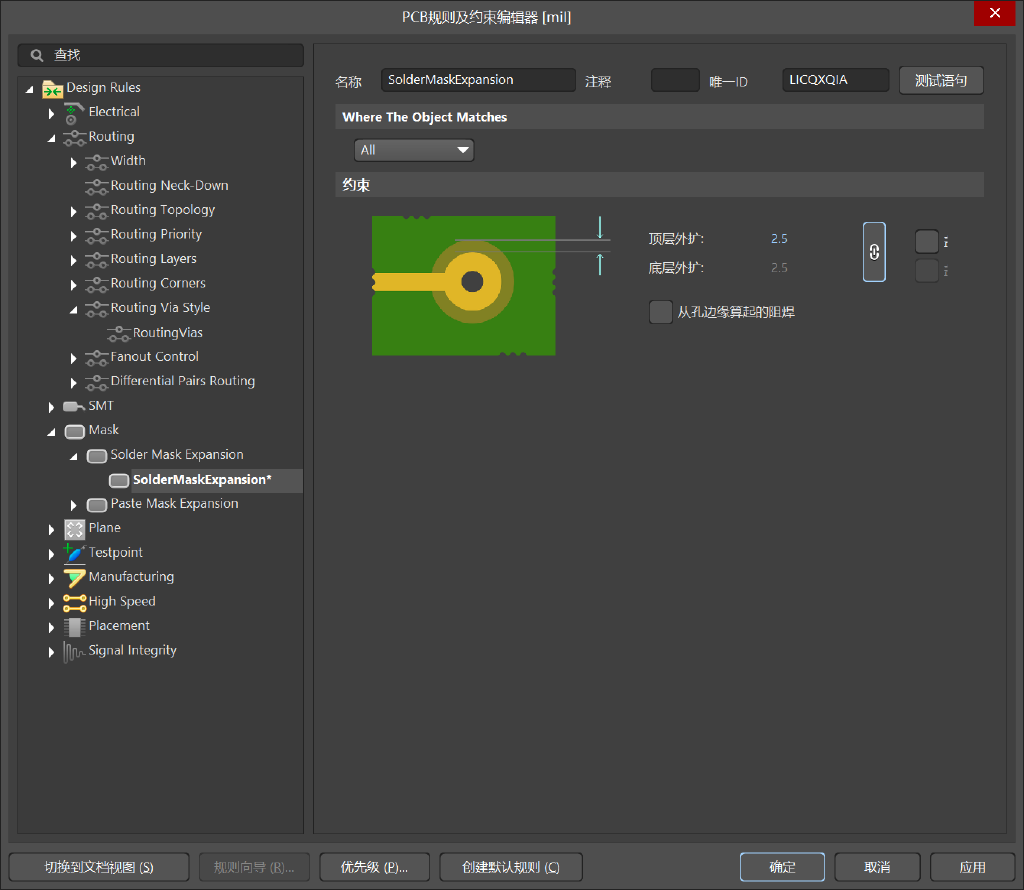 PCB规则及约束编辑器 [mil]
查找
Design Rules
Electrical
Routing
Width
Routing Neck-Down
Routing Topology
Routing Priority
Routing Layers
Routing Corners
Routing Via Style
RoutingVias
Fanout Control
Differential Pairs Routing
SMT
Mask
Solder Mask Expansion
SolderMaskExpansion*
Paste Mask Expansion
Plane
Testpoint
Manufacturing
High Speed
Placement
Signal Integrity
名称 SolderMaskExpansion 注释 唯一ID LICQXQIA 测试语句
Where The Object Matches
All
约束
顶层外扩: 2.5
底层外扩: 2.5
从孔边缘算起的阻焊
切换到文档视图 (S) 规则向导 (R)... 优先级 (P)... 创建默认规则 (C) 确定 取消 应用